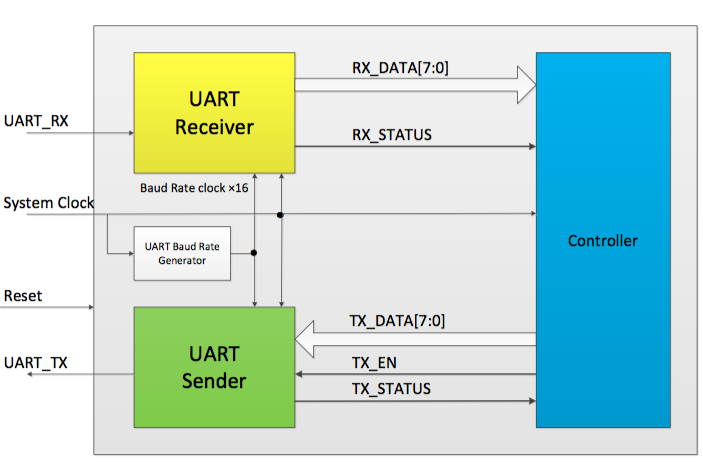 RX_DATA[7:0]
UART
Receiver
UART_RX
RX_STATUS
Baud Rate clock ×16
System Clock
UART Baud Rate
Generator
Controller
Reset
TX_DATA[7:0]
UART
Sender
UART_TX
TX_EN
TX_STATUS